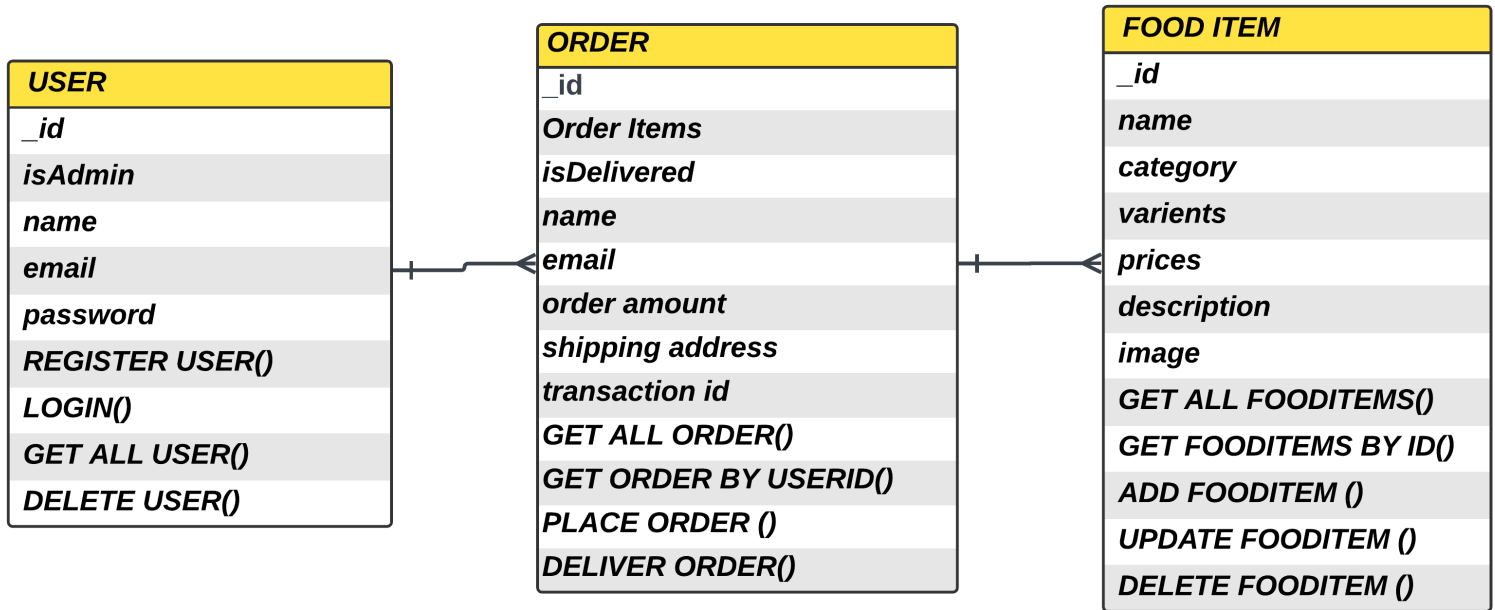 USER
_id
isAdmin
name
email
password
REGISTER USER()
LOGIN()
GET ALL USER()
DELETE USER()
ORDER
_id
Order Items
isDelivered
name
email
order amount
shipping address
transaction id
GET ALL ORDER()
GET ORDER BY USERID()
PLACE ORDER ()
DELIVER ORDER()
FOOD ITEM
_id
name
category
varients
prices
description
image
GET ALL FOODITEMS()
GET FOODITEMS BY ID()
ADD FOODITEM ()
UPDATE FOODITEM ()
DELETE FOODITEM ()